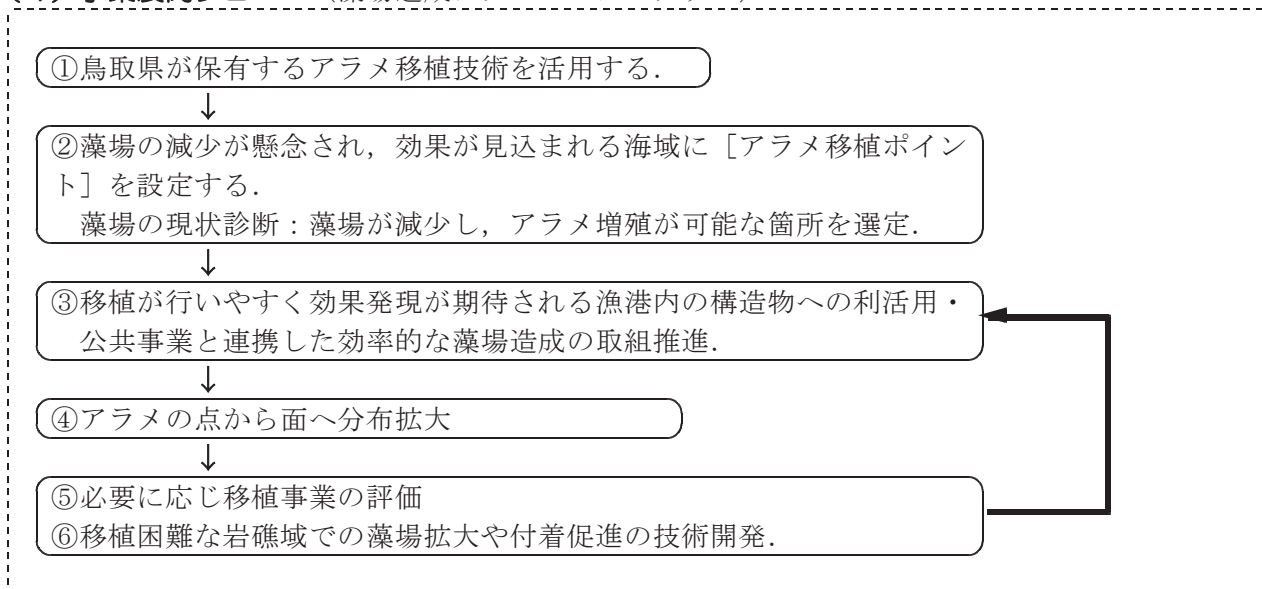 ①鳥取県が保有するアラメ移植技術を活用する．
↓
②藻場の減少が懸念され，効果が見込まれる海域に［アラメ移植ポイン
ト］を設定する．
藻場の現状診断：藻場が減少し，アラメ増殖が可能な箇所を選定．
↓
③移植が行いやすく効果発現が期待される漁港内の構造物への利活用・
公共事業と連携した効率的な藻場造成の取組推進．
↓
④アラメの点から面へ分布拡大
↓
⑤必要に応じ移植事業の評価
⑥移植困難な岩礁域での藻場拡大や付着促進の技術開発．